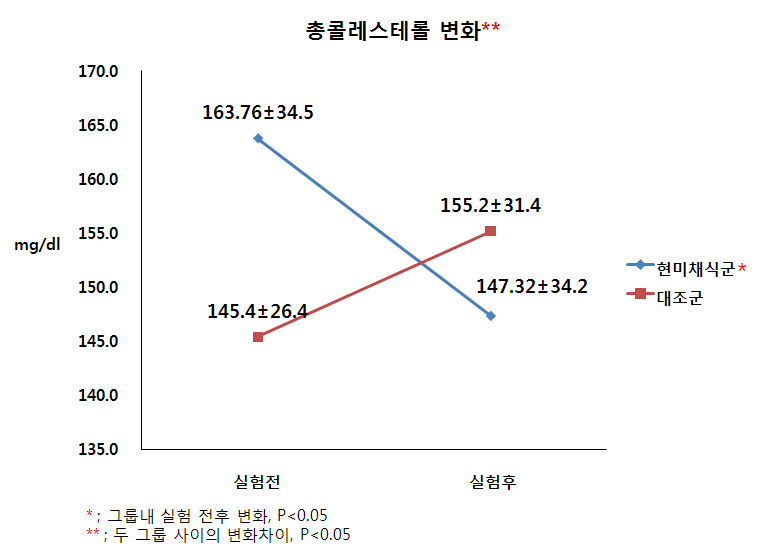 총콜레스테롤 변화**
170.0
163.76±34.5
165.0
160.0
155.2±31.4
155.0
mg/dl
현미채식군*
150.0
147.32±34.2
대조군
145.4±26.4
145.0
140.0
135.0
실험전 실험후
* ; 그룹내 실험 전후 변화, P<0.05
** ; 두 그룹 사이의 변화차이, P<0.05